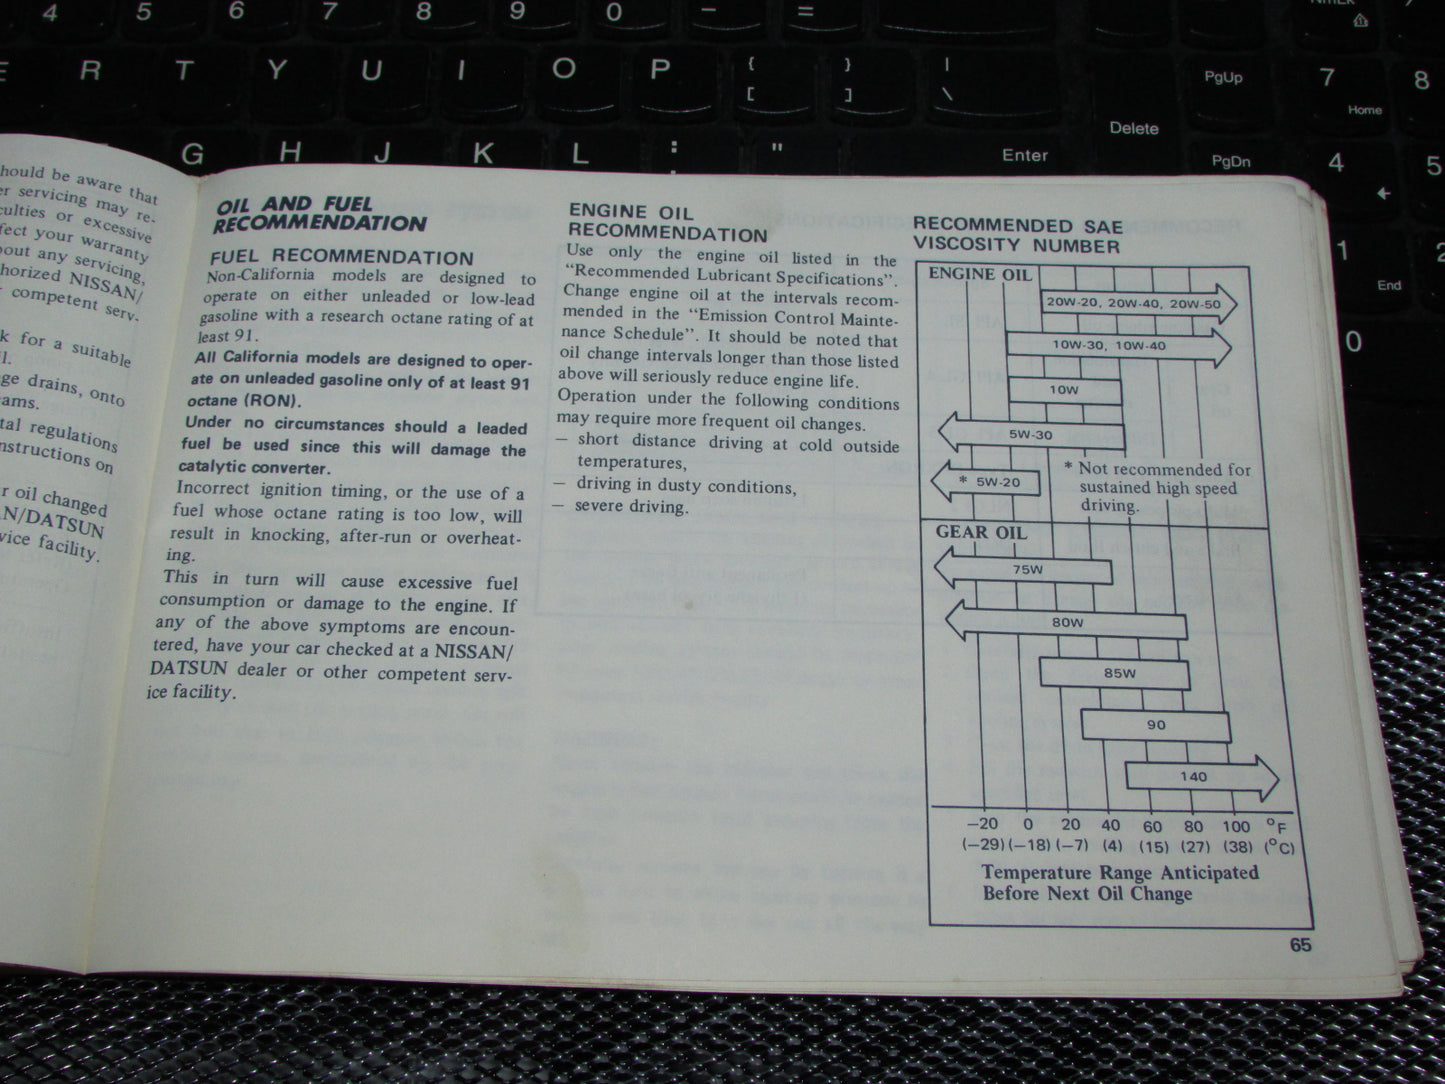 4 5 6 7 8 9 0 – =
E R T Y U I O P { [ } ] | \
Delete PgUp 7 Home 8
G H J K L : " Enter PgDn 4 5
1 End 2
0
hould be aware that
er servicing may re-
culties or excessive
fect your warranty
bout any servicing,
horized NISSAN/
r competent serv-
k for a suitable
l.
ge drains, onto
ams.
tal regulations
nstructions on
r oil changed
AN/DATSUN
vice facility.
OIL AND FUEL
RECOMMENDATION
FUEL RECOMMENDATION
Non-California models are designed to
operate on either unleaded or low-lead
gasoline with a research octane rating of at
least 91.
All California models are designed to oper-
ate on unleaded gasoline only of at least 91
octane (RON).
Under no circumstances should a leaded
fuel be used since this will damage the
catalytic converter.
Incorrect ignition timing, or the use of a
fuel whose octane rating is too low, will
result in knocking, after-run or overheat-
ing.
This in turn will cause excessive fuel
consumption or damage to the engine. If
any of the above symptoms are encoun-
tered, have your car checked at a NISSAN/
DATSUN dealer or other competent serv-
ice facility.
ENGINE OIL
RECOMMENDATION
Use only the engine oil listed in the
“Recommended Lubricant Specifications”.
Change engine oil at the intervals recom-
mended in the “Emission Control Mainte-
nance Schedule”. It should be noted that
oil change intervals longer than those listed
above will seriously reduce engine life.
Operation under the following conditions
may require more frequent oil changes.
– short distance driving at cold outside
temperatures,
– driving in dusty conditions,
– severe driving.
RECOMMENDED SAE
VISCOSITY NUMBER
ENGINE OIL
20W-20, 20W-40, 20W-50
10W-30, 10W-40
10W
5W-30
* 5W-20
* Not recommended for
sustained high speed
driving.
GEAR OIL
75W
80W
85W
90
140
–20 0 20 40 60 80 100 °F
(–29) (–18) (–7) (4) (15) (27) (38) (°C)
Temperature Range Anticipated
Before Next Oil Change
65